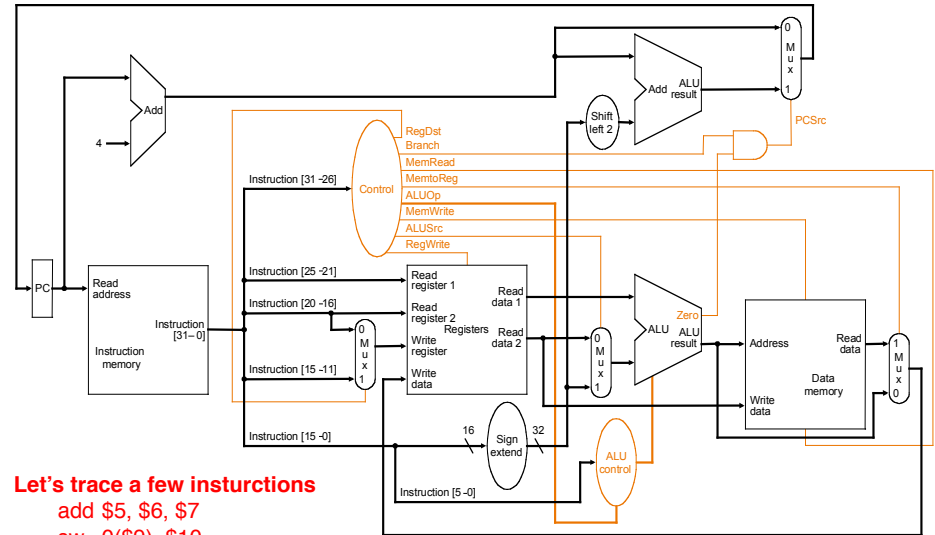 0
M
u
x
1
Add
ALU
result
Add
Shift
left 2
PCSrc
4
RegDst
Branch
MemRead
MemtoReg
ALUOp
MemWrite
ALUSrc
RegWrite
Control
Instruction [31 -26]
Instruction [25 -21]
Instruction [20 -16]
Instruction [15 -11]
Instruction [15 -0]
Instruction [5 -0]
PC
Read
address
Instruction
[31– 0]
Instruction
memory
0
M
u
x
1
Read
register 1
Read
register 2
Registers
Write
register
Write
data
Read
data 1
Read
data 2
0
M
u
x
1
Zero
ALU
ALU
result
Address
Read
data
Data
memory
Write
data
1
M
u
x
0
16
Sign
extend
32
ALU
control
Let's trace a few insturctions
add $5, $6, $7